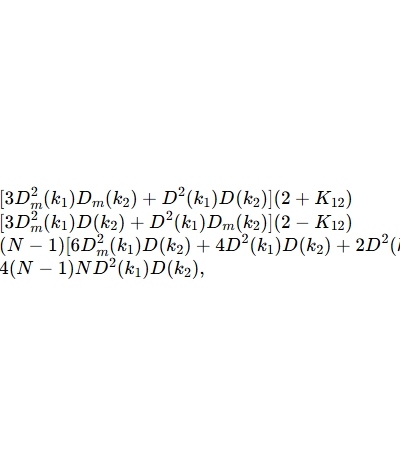 [3D_m^2(k_1)D_m(k_2) + D^2(k_1)D(k_2)](2 + K_{12})
[3D_m^2(k_1)D(k_2) + D^2(k_1)D_m(k_2)](2 − K_{12})
(N − 1)[6D_m^2(k_1)D(k_2) + 4D^2(k_1)D(k_2) + 2D^2(
4(N − 1)ND^2(k_1)D(k_2),